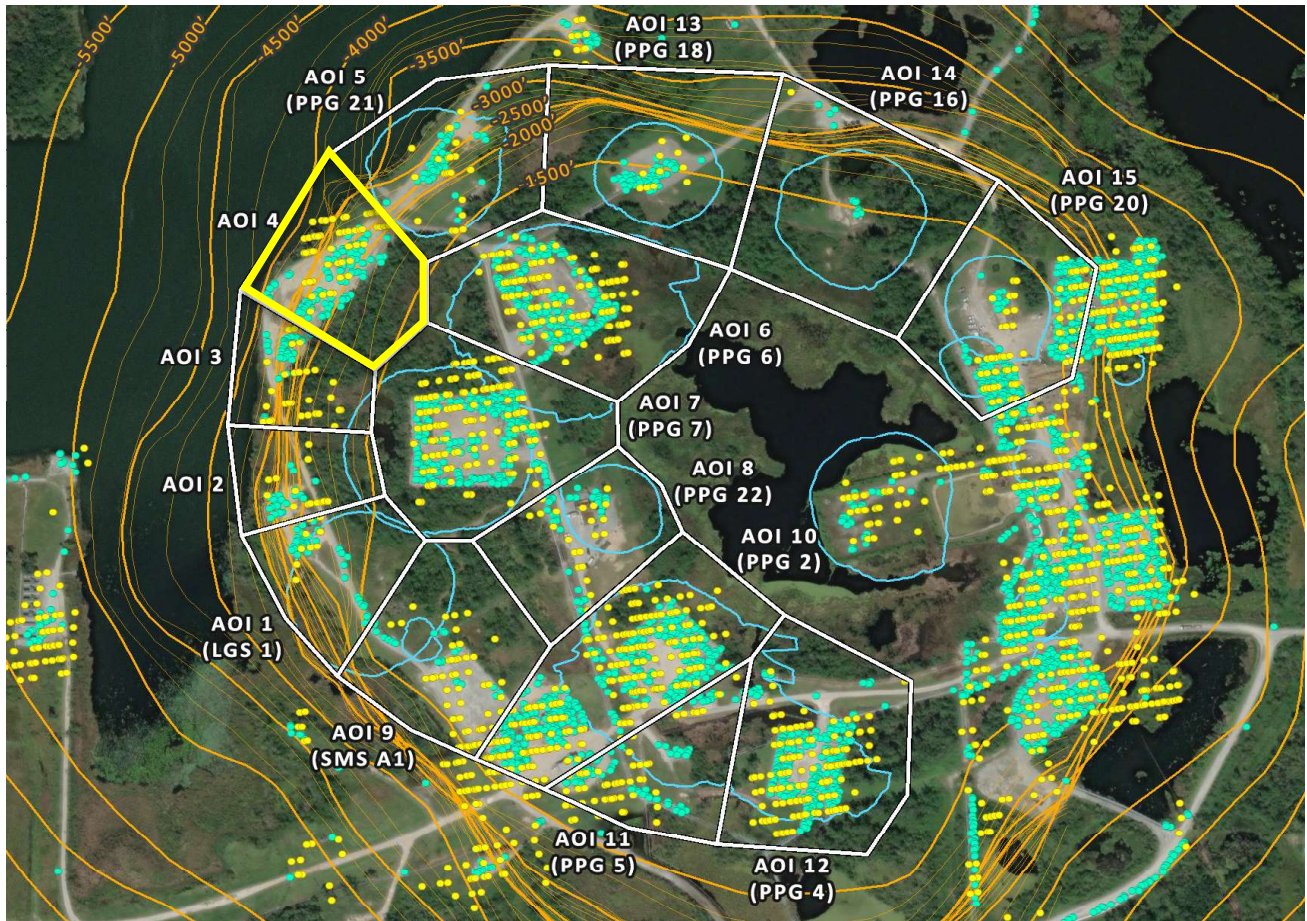 -5500'
-5000'
-4500'
-4000'
-3500'
-3000'
-2500'
-2000'
-1500'
AOI 13
(PPG 18)
AOI 5
(PPG 21)
AOI 14
(PPG 16)
AOI 15
(PPG 20)
AOI 4
AOI 3
AOI 6
(PPG 6)
AOI 7
(PPG 7)
AOI 2
AOI 8
(PPG 22)
AOI 10
(PPG 2)
AOI 1
(LGS 1)
AOI 9
(SMS A1)
AOI 11
(PPG 5)
AOI 12
(PPG 4)